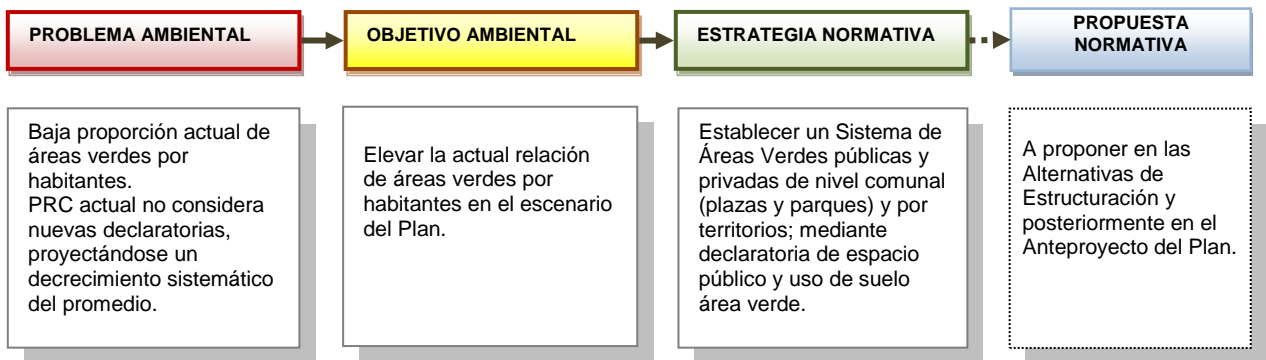 PROBLEMA AMBIENTAL
OBJETIVO AMBIENTAL
ESTRATEGIA NORMATIVA
PROPUESTA
NORMATIVA
Baja proporción actual de
áreas verdes por
habitantes.
PRC actual no considera
nuevas declaratorias,
proyectándose un
decrecimiento sistemático
del promedio.
Elevar la actual relación
de áreas verdes por
habitantes en el escenario
del Plan.
Establecer un Sistema de
Áreas Verdes públicas y
privadas de nivel comunal
(plazas y parques) y por
territorios; mediante
declaratoria de espacio
público y uso de suelo
área verde.
A proponer en las
Alternativas de
Estructuración y
posteriormente en el
Anteproyecto del Plan.